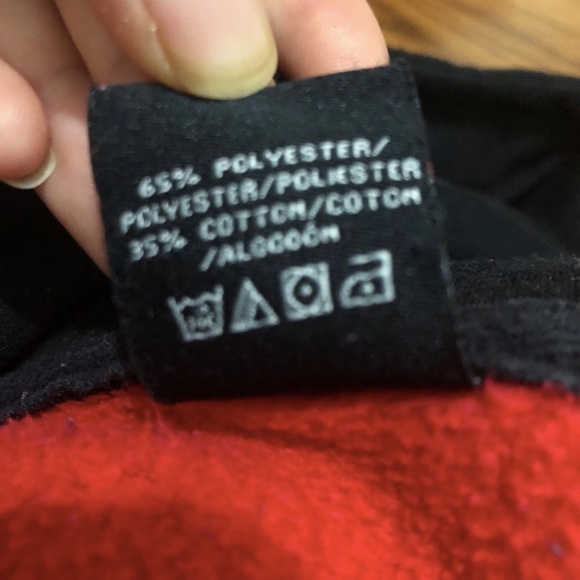 65% POLYESTER/
POLYESTER/POLIESTER
35% COTTON/COTON
/ALGODÓN